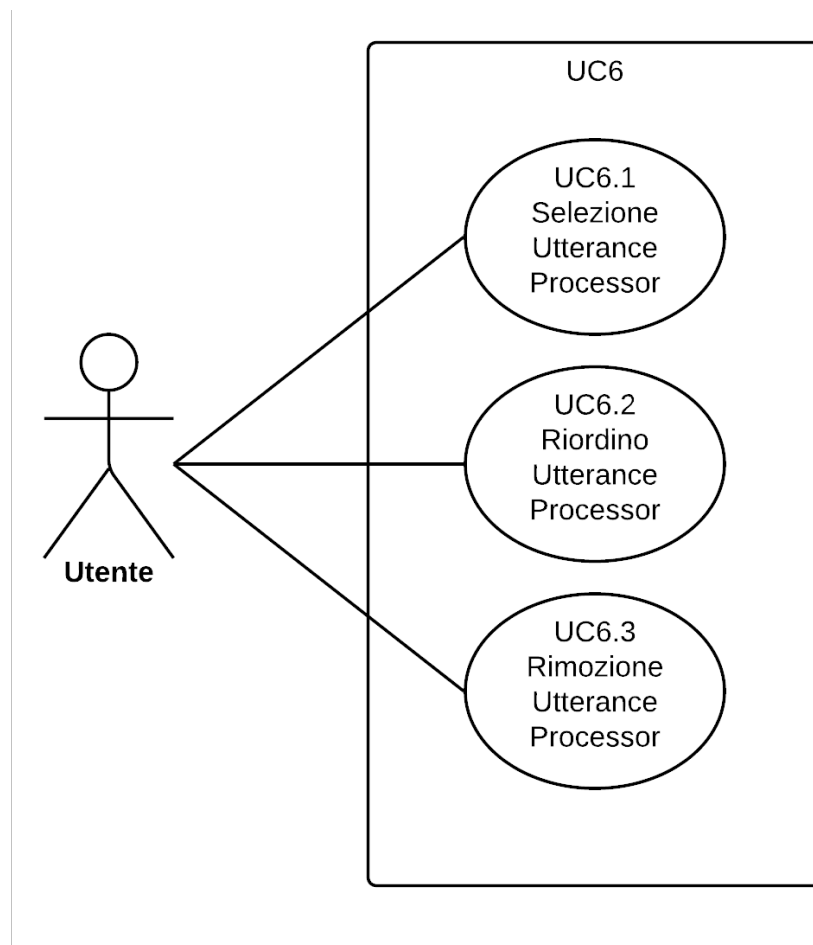 UC6
UC6.1
Selezione
Utterance
Processor
UC6.2
Riordino
Utterance
Processor
Utente
UC6.3
Rimozione
Utterance
Processor